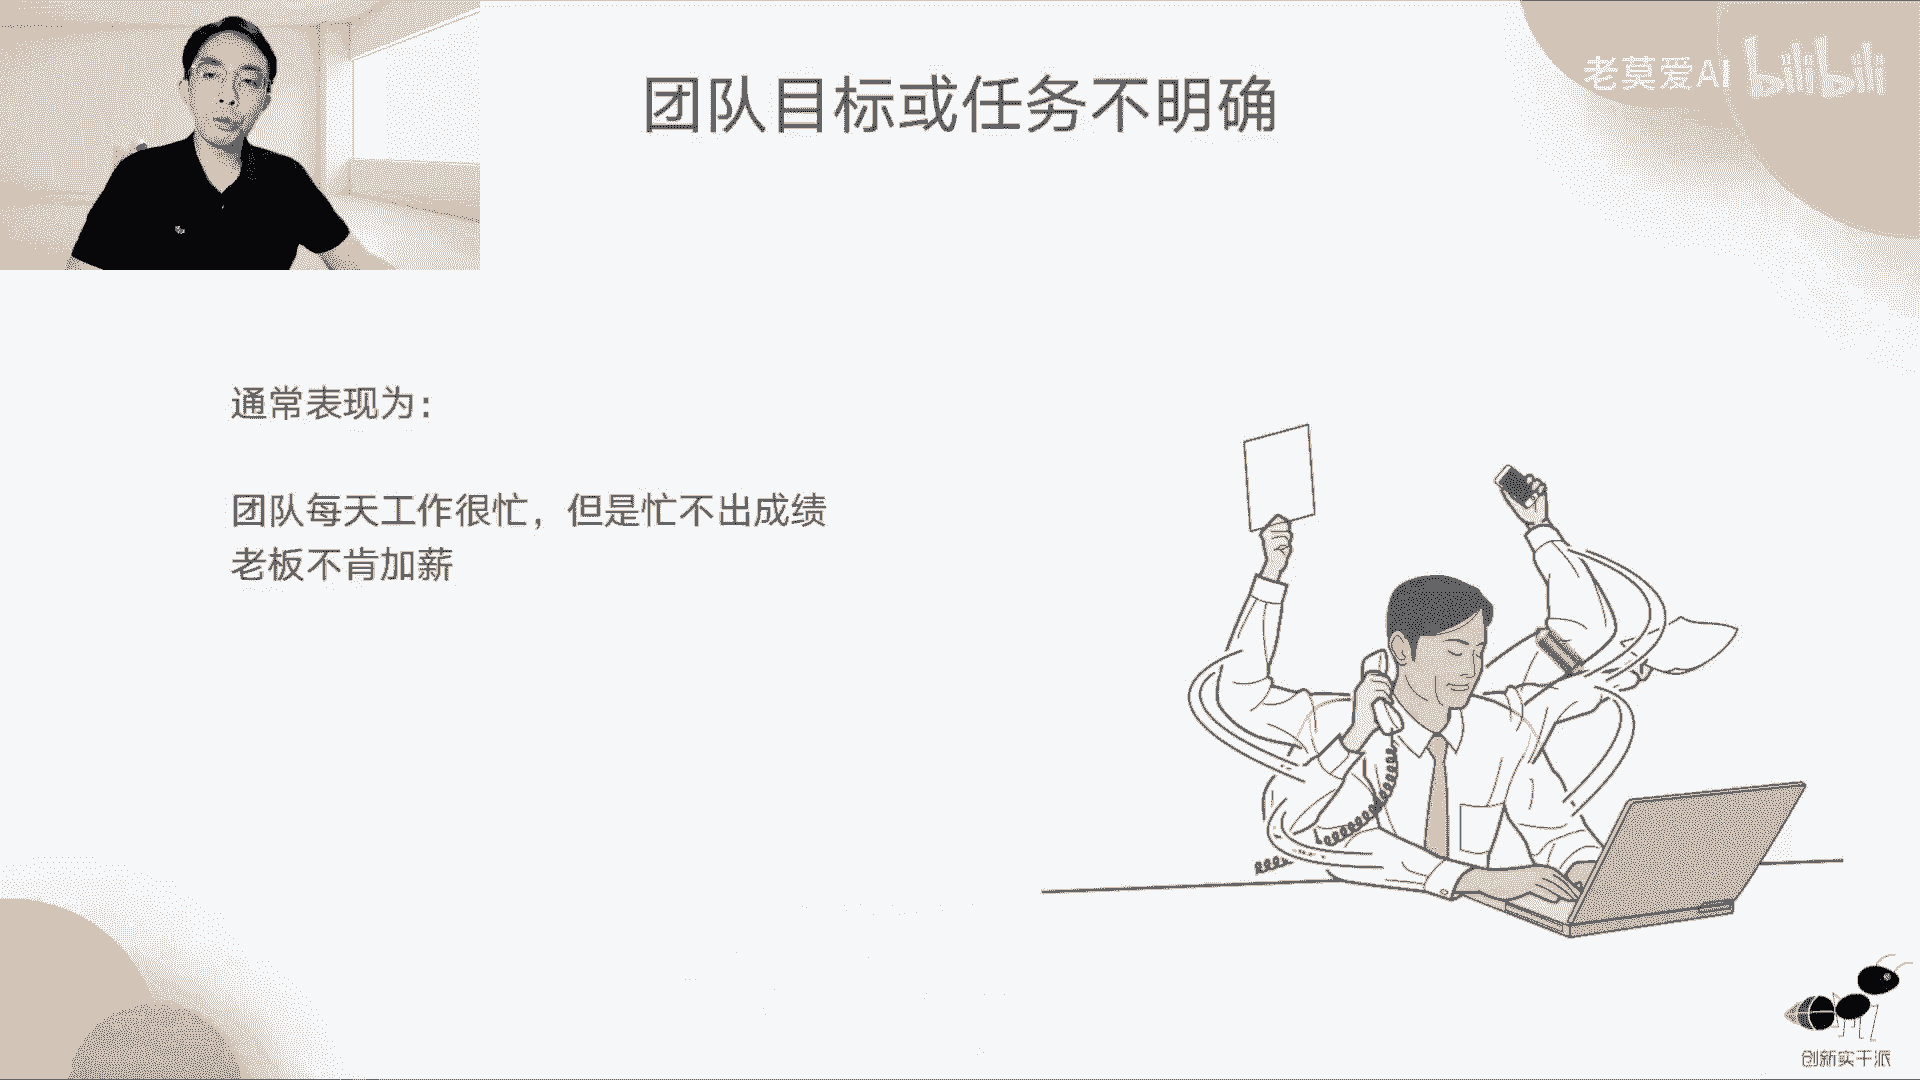 团队目标或任务不明确
老莫爱AI bilibili
通常表现为：
团队每天工作很忙，但是忙不出成绩
老板不肯加薪
创新实干派